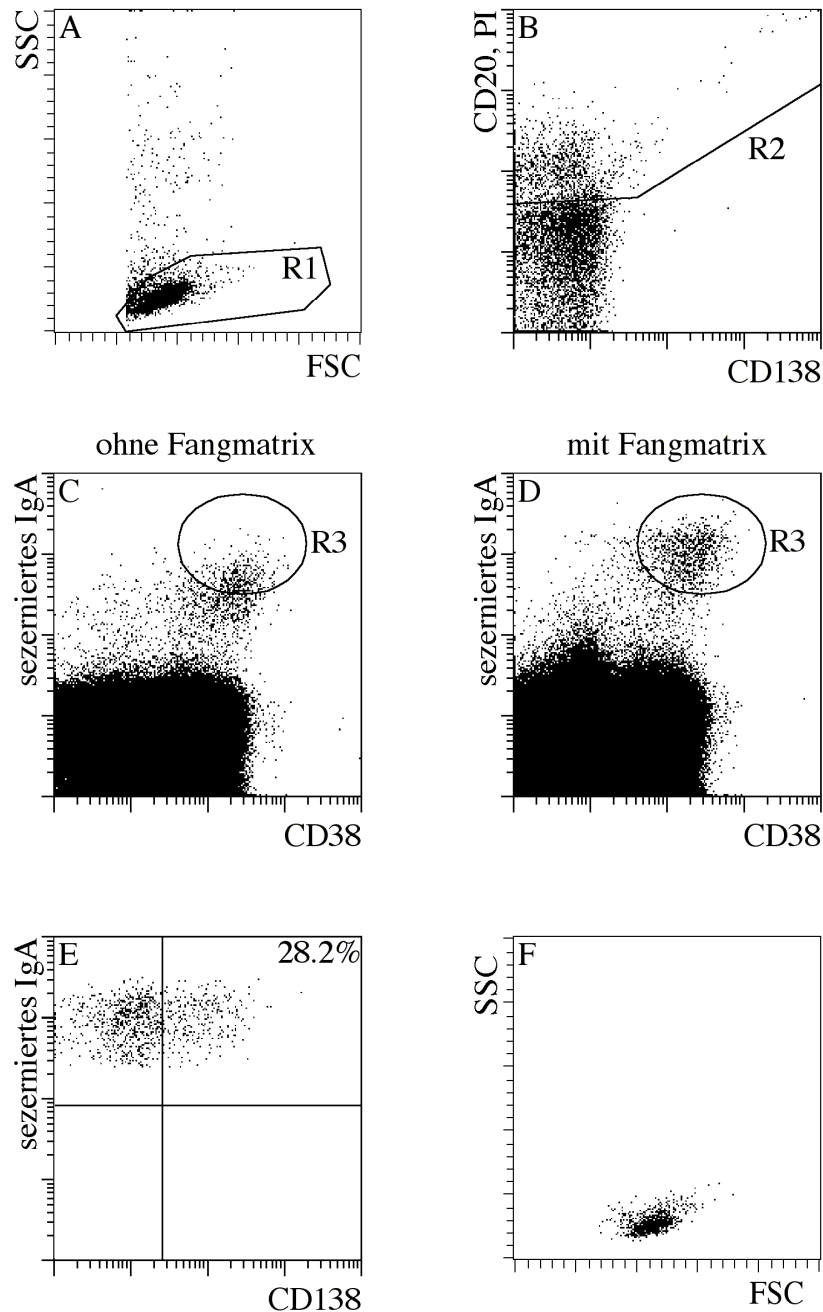 A
SSC
R1
FSC
B
CD20, PI
R2
CD138
ohne Fangmatrix
C
sezerniertes IgA
R3
CD38
mit Fangmatrix
D
sezerniertes IgA
R3
CD38
E
28.2%
sezerniertes IgA
CD138
F
SSC
FSC